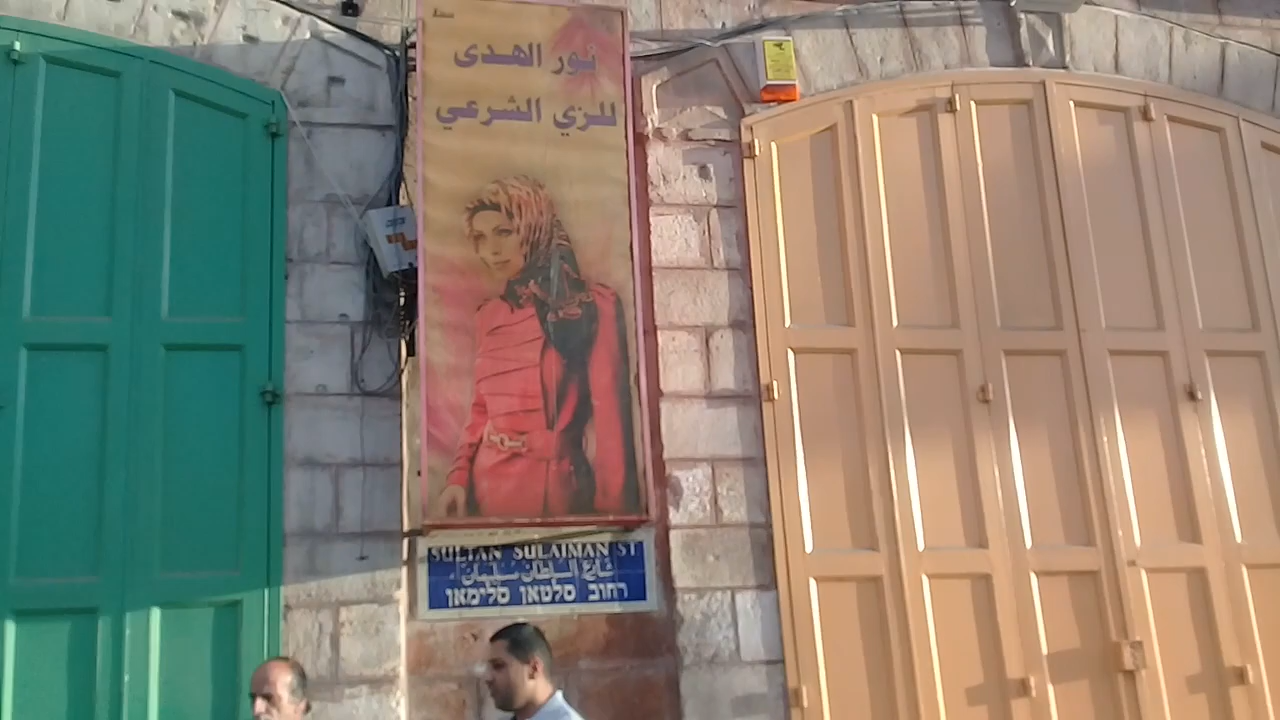 نور الهدى
للزي الشرعي
SULTAN SULAIMAN ST
شارع السلطان سليمان
רחוב סלטאן סלימאן